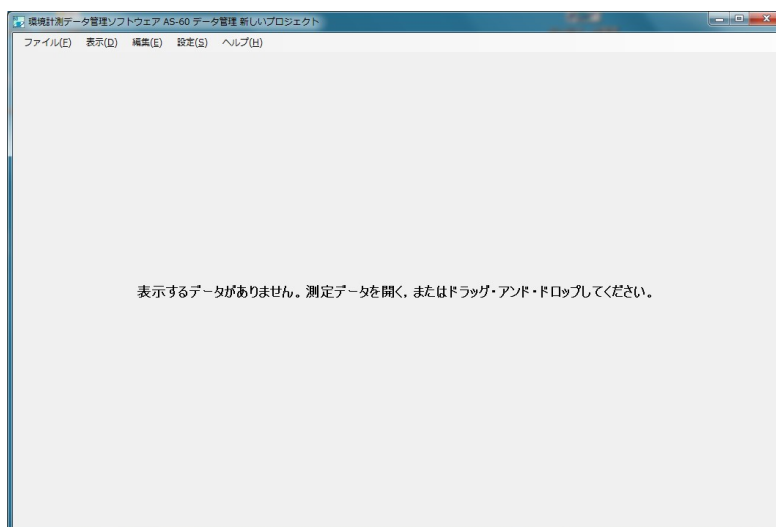 環境計測データ管理ソフトウェア AS-60 データ管理 新しいプロジェクト
ファイル(F) 表示(D) 編集(E) 設定(S) ヘルプ(H)
表示するデータがありません。測定データを開く, またはドラッグ・アンド・ドロップしてください。